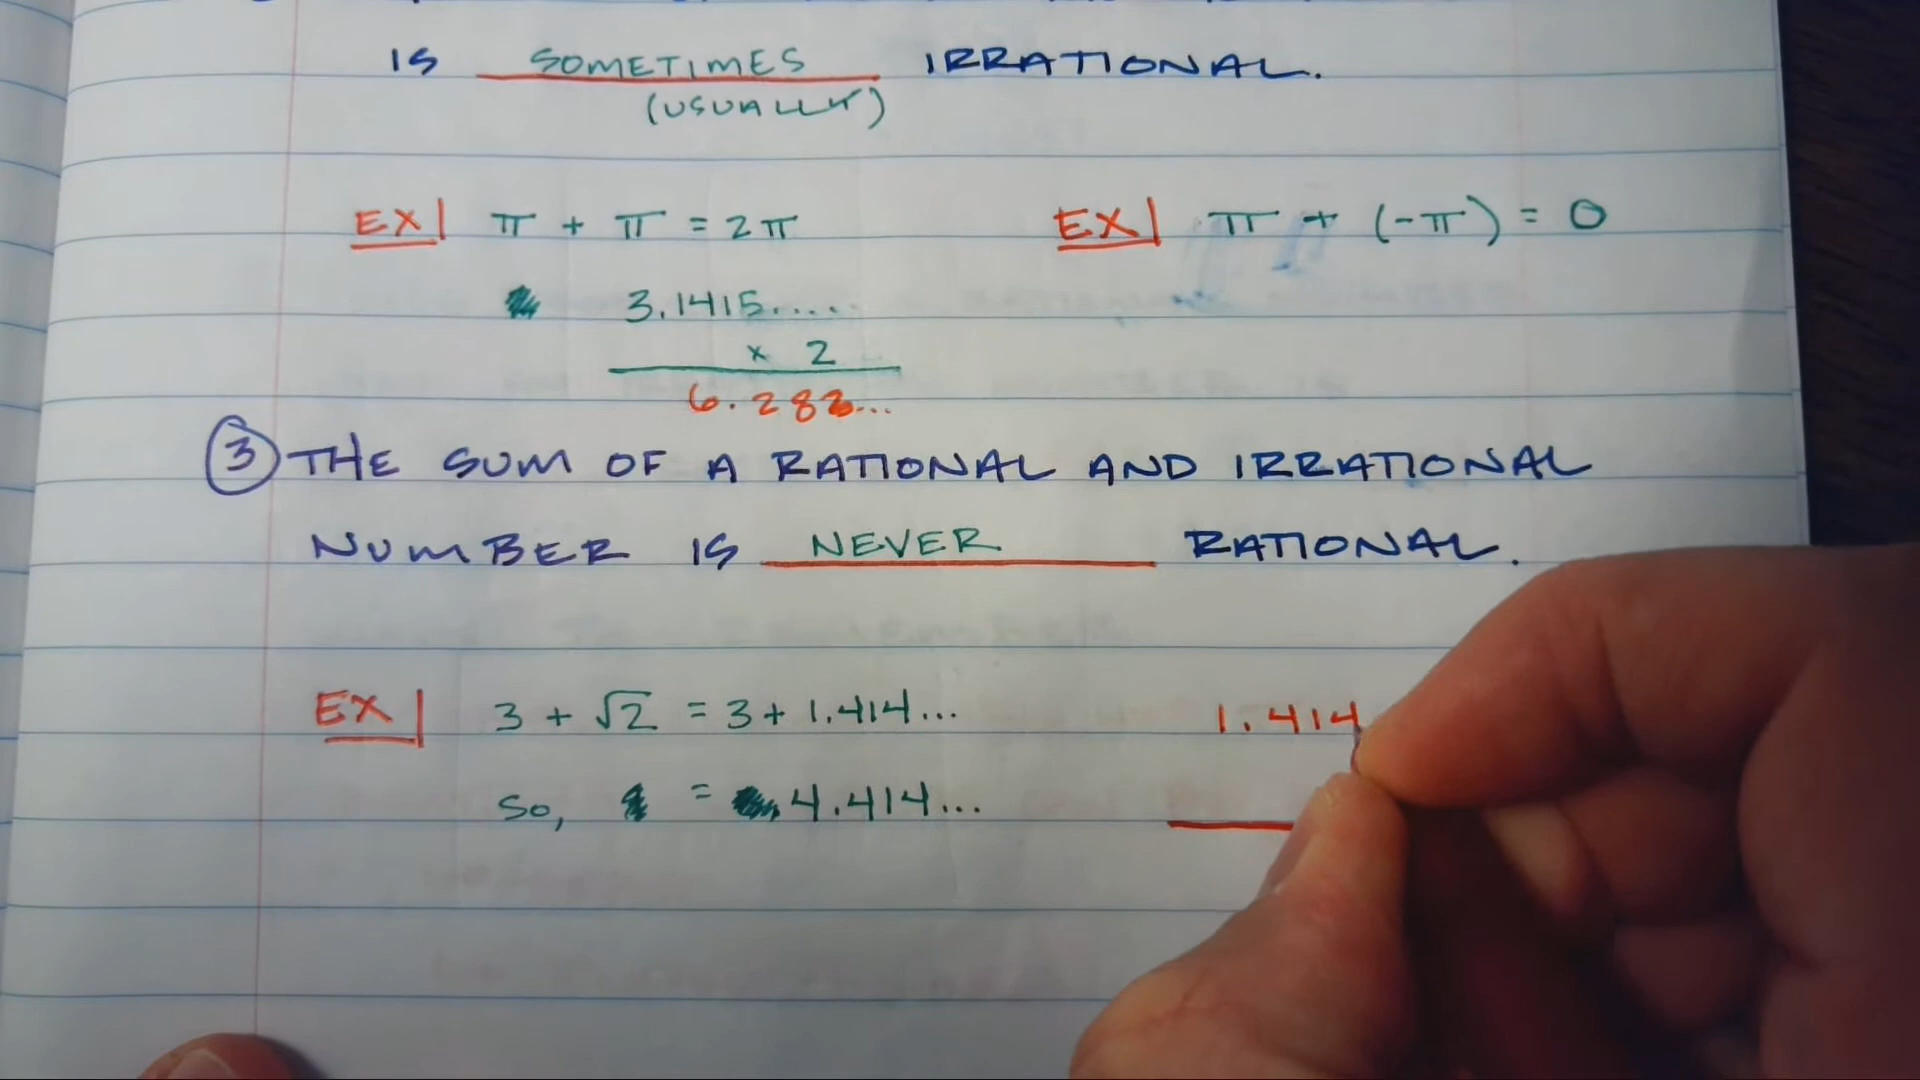 IS SOMETIMES IRRATIONAL.
(USUALLY)
EX| π + π = 2π EX| π + (-π) = 0
3.1415.....
x 2
6.283...
③ THE SUM OF A RATIONAL AND IRRATIONAL
NUMBER IS NEVER RATIONAL.
EX| 3 + √2 = 3 + 1.414... 1.414
SO, = 4.414...